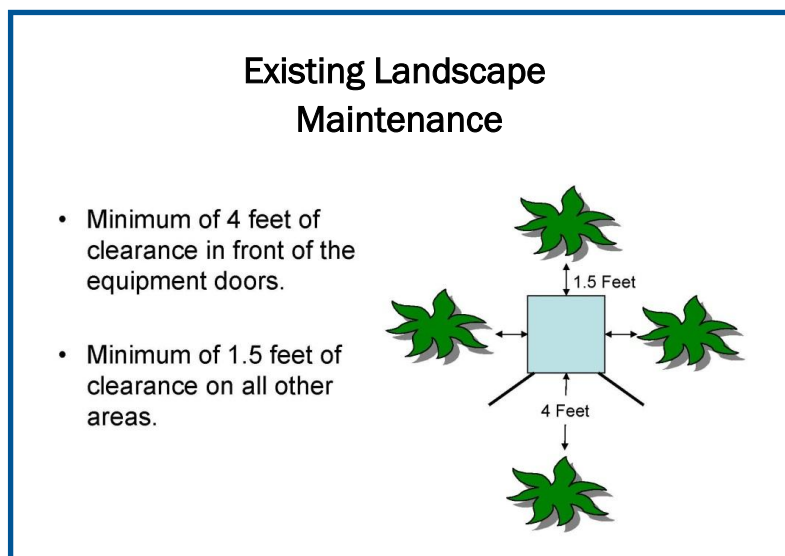 Existing Landscape
Maintenance
• Minimum of 4 feet of
clearance in front of the
equipment doors.
• Minimum of 1.5 feet of
clearance on all other
areas.
1.5 Feet
4 Feet